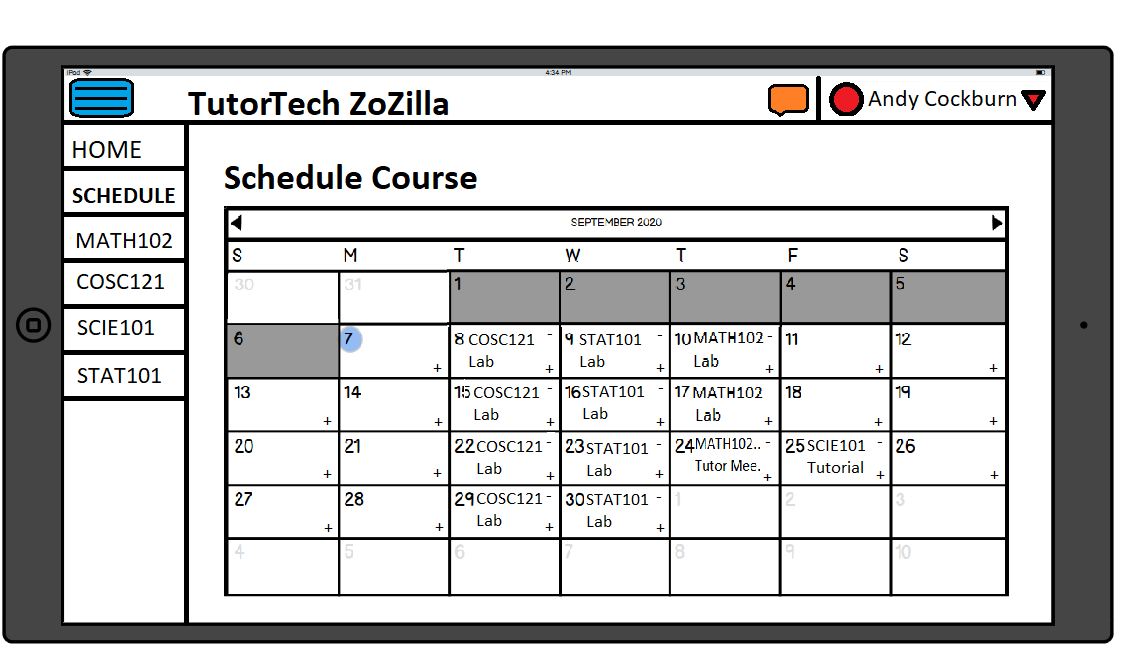 iPod 4:34 PM
TutorTech ZoZilla Andy Cockburn
HOME
SCHEDULE
MATH102
COSC121
SCIE101
STAT101
Schedule Course
SEPTEMBER 2020
S M T W T F S
30 31 1 2 3 4 5
6 7 8 COSC121 - 9 STAT101 - 10 MATH102 - 11 12
+ Lab + Lab + Lab + + +
13 14 15 COSC121 - 16 STAT101 - 17 MATH102 18 19
+ + Lab + Lab + Lab + + +
20 21 22 COSC121 - 23 STAT101 - 24 MATH102.. - 25 SCIE101 - 26
+ + Lab + Lab + Tutor Mee. + Tutorial + +
27 28 29 COSC121 - 30 STAT101 - 1 2 3
+ + Lab + Lab +
4 5 6 7 8 9 10